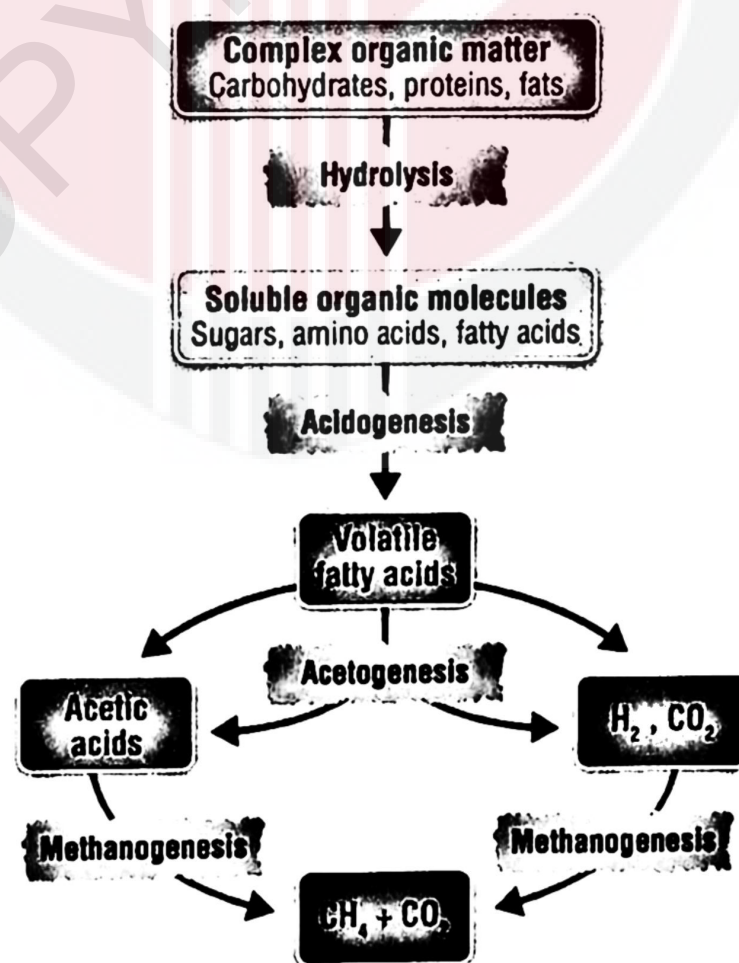 Complex organic matter
Carbohydrates, proteins, fats
Hydrolysis
Soluble organic molecules
Sugars, amino acids, fatty acids
Acidogenesis
Volatile
fatty acids
Acetogenesis
Acetic
acids
H₂, CO₂
Methanogenesis
Methanogenesis
CH₄ + CO₂